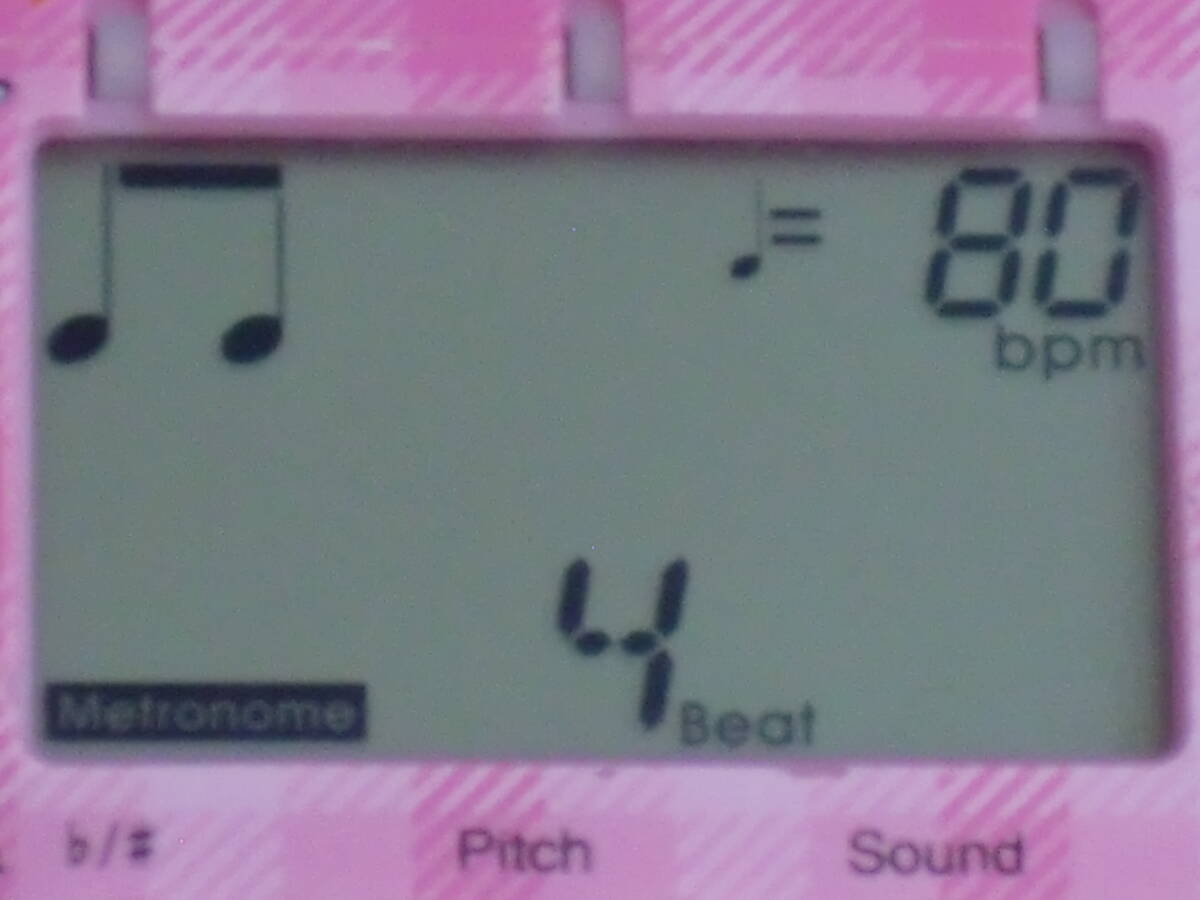 ♩= 80
bpm
4 Beat
Metronome
♭/♯ Pitch Sound